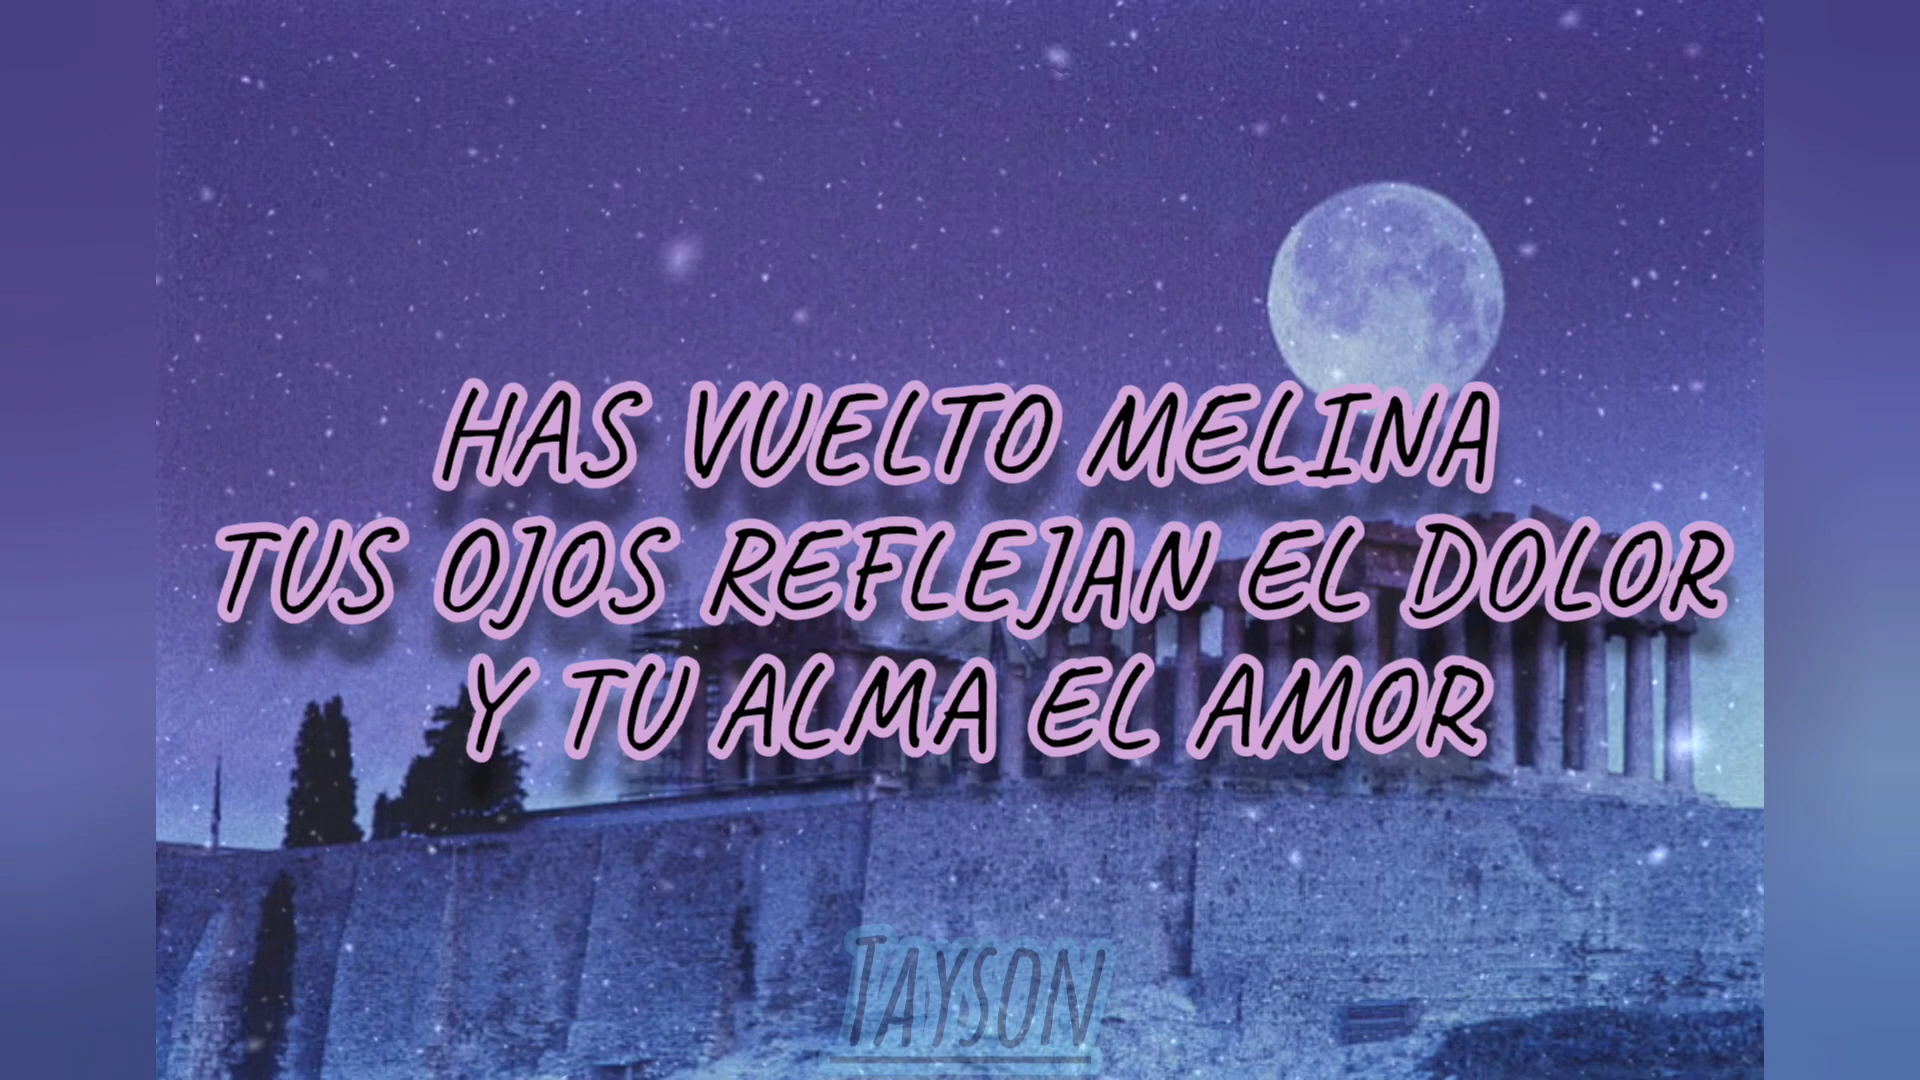 HAS VUELTO MELINA
TUS OJOS REFLEJAN EL DOLOR
Y TU ALMA EL AMOR
TAYSON